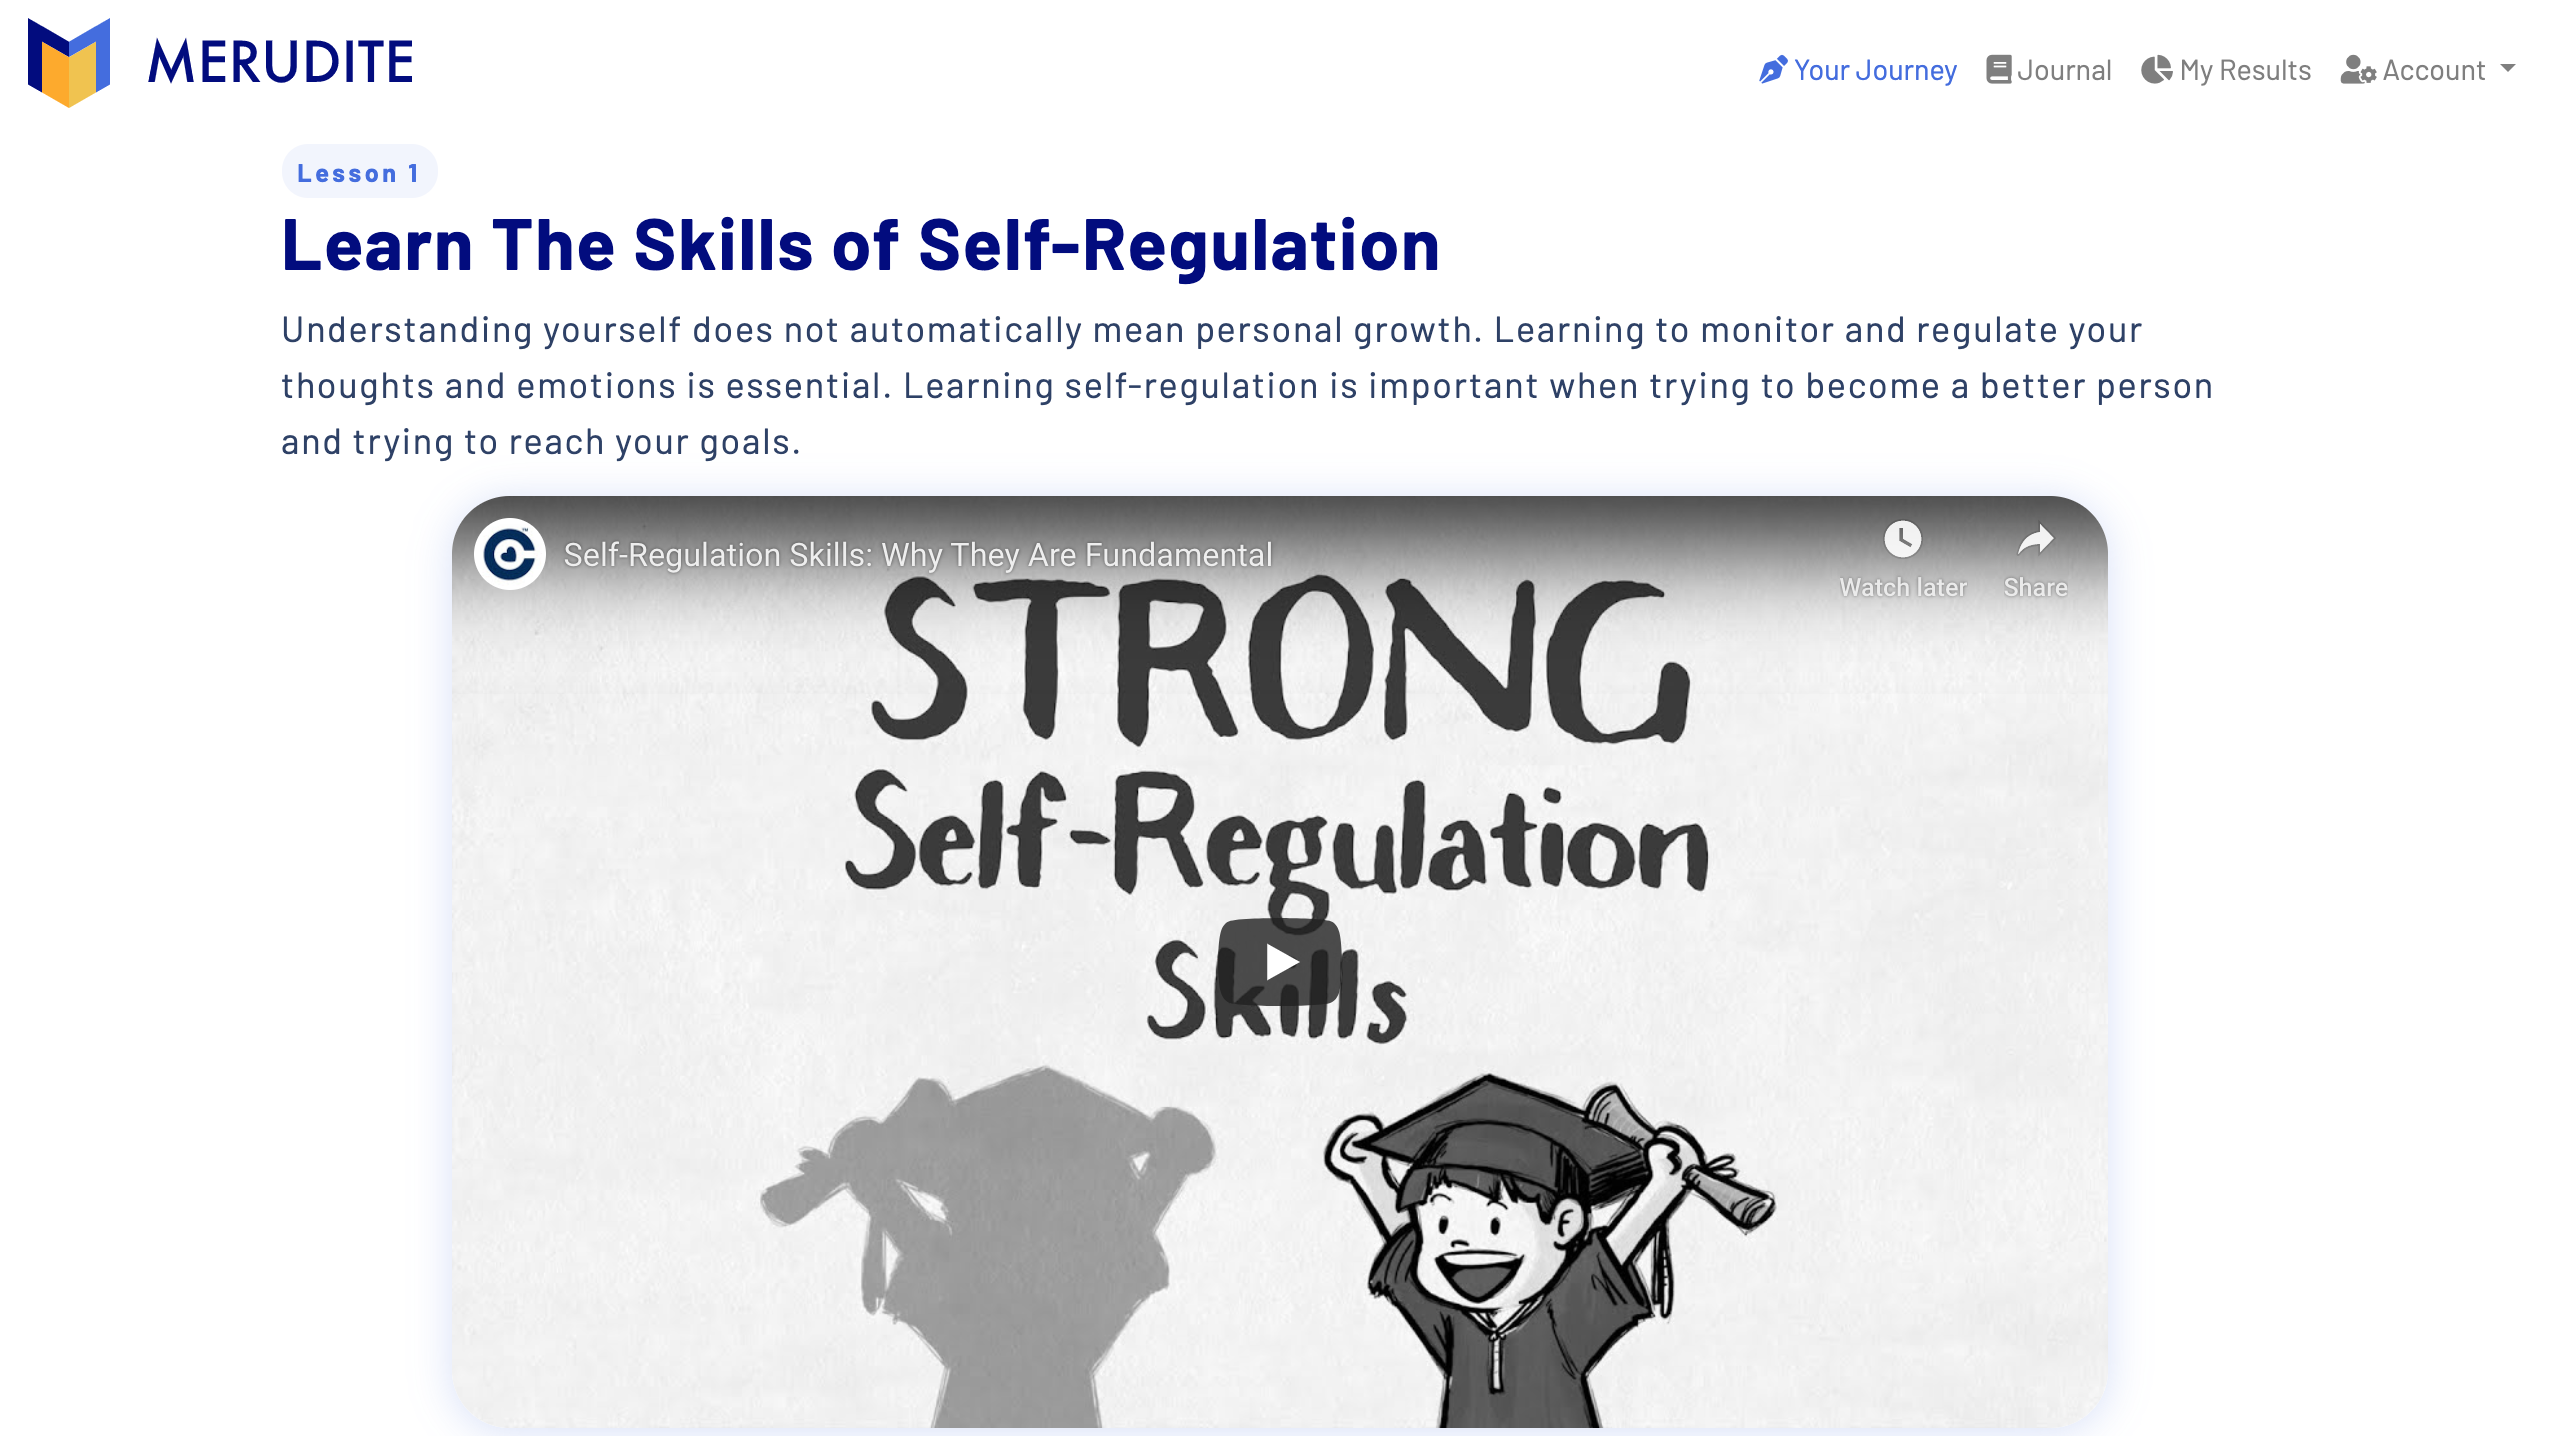 MERUDITE
Your Journey
Journal
My Results
Account
Lesson 1
Learn The Skills of Self-Regulation
Understanding yourself does not automatically mean personal growth. Learning to monitor and regulate your
thoughts and emotions is essential. Learning self-regulation is important when trying to become a better person
and trying to reach your goals.
Self-Regulation Skills: Why They Are Fundamental
Watch later
Share
STRONG
Self-Regulation
Skills